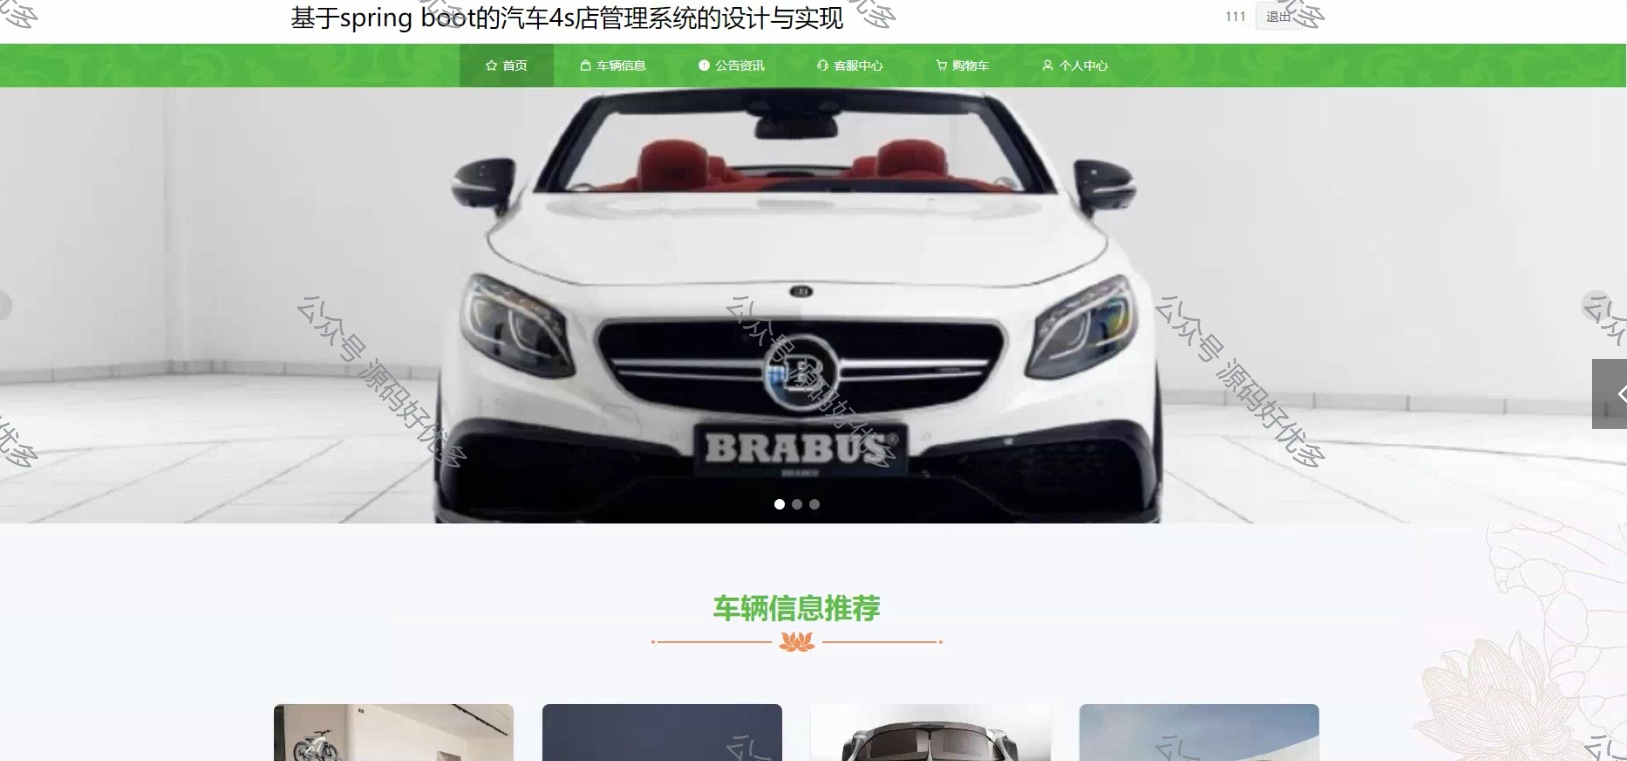 基于spring boot的汽车4s店管理系统的设计与实现
111 退出
首页 车辆信息 公告资讯 客服中心 购物车 个人中心
公众号 源码好优多
公众号 源码好优多
公众号 源码好优多
B
BRABUS®
车辆信息推荐